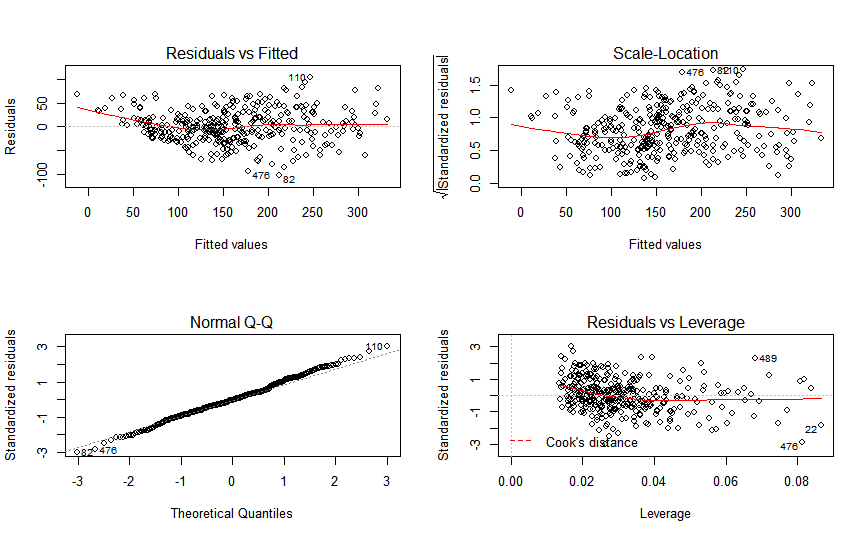 Residuals vs Fitted
Residuals
-100 0 50
110
476
82
0 50 100 150 200 250 300
Fitted values
Scale-Location
√|Standardized residuals|
0.0 0.5 1.0 1.5
476
82
110
0 50 100 150 200 250 300
Fitted values
Normal Q-Q
Standardized residuals
-3 -1 1 3
110
82
476
-3 -2 -1 0 1 2 3
Theoretical Quantiles
Residuals vs Leverage
Standardized residuals
-3 -1 1 3
489
22
476
Cook's distance
0.00 0.02 0.04 0.06 0.08
Leverage